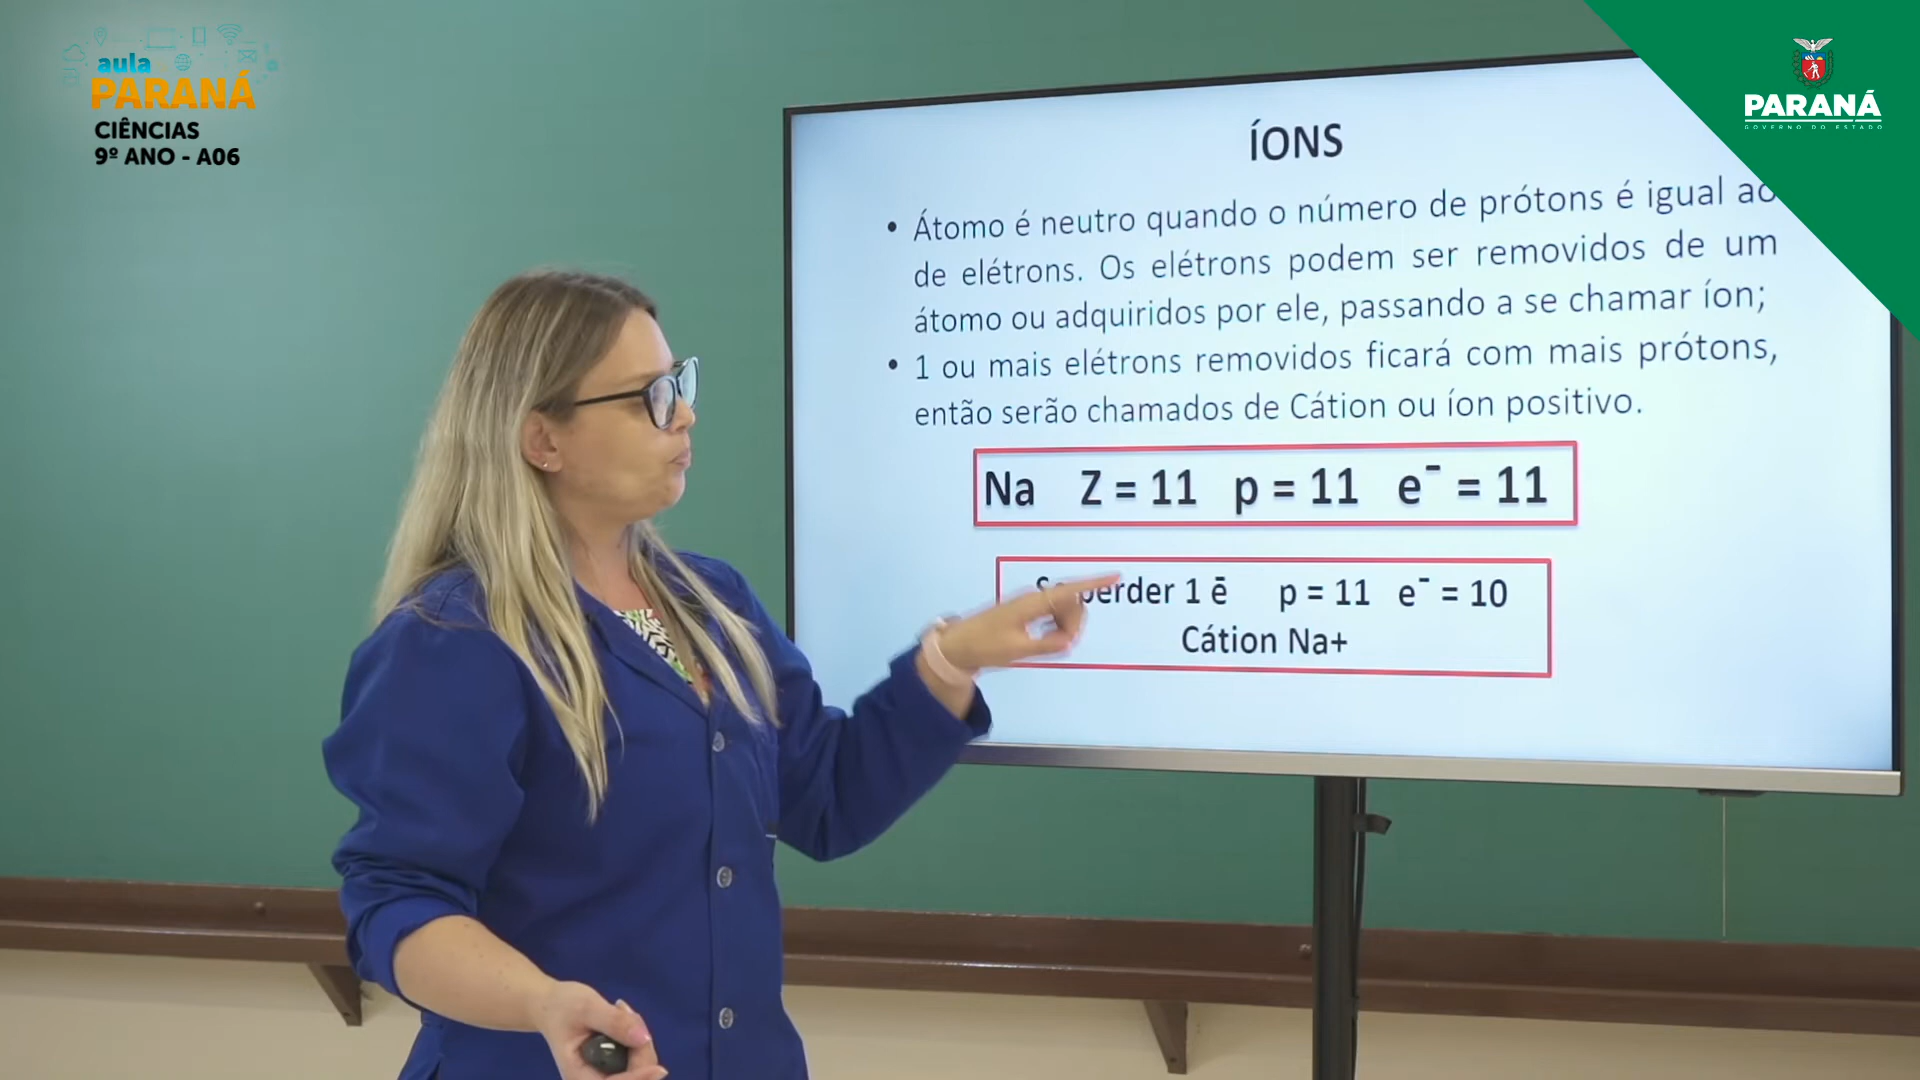 aula
PARANÁ
CIÊNCIAS
9º ANO - A06
PARANÁ
GOVERNO DO ESTADO
ÍONS
• Átomo é neutro quando o número de prótons é igual ao
de elétrons. Os elétrons podem ser removidos de um
átomo ou adquiridos por ele, passando a se chamar íon;
• 1 ou mais elétrons removidos ficará com mais prótons,
então serão chamados de Cátion ou íon positivo.
Na Z = 11 p = 11 e⁻ = 11
perder 1 ē p = 11 e⁻ = 10
Cátion Na+